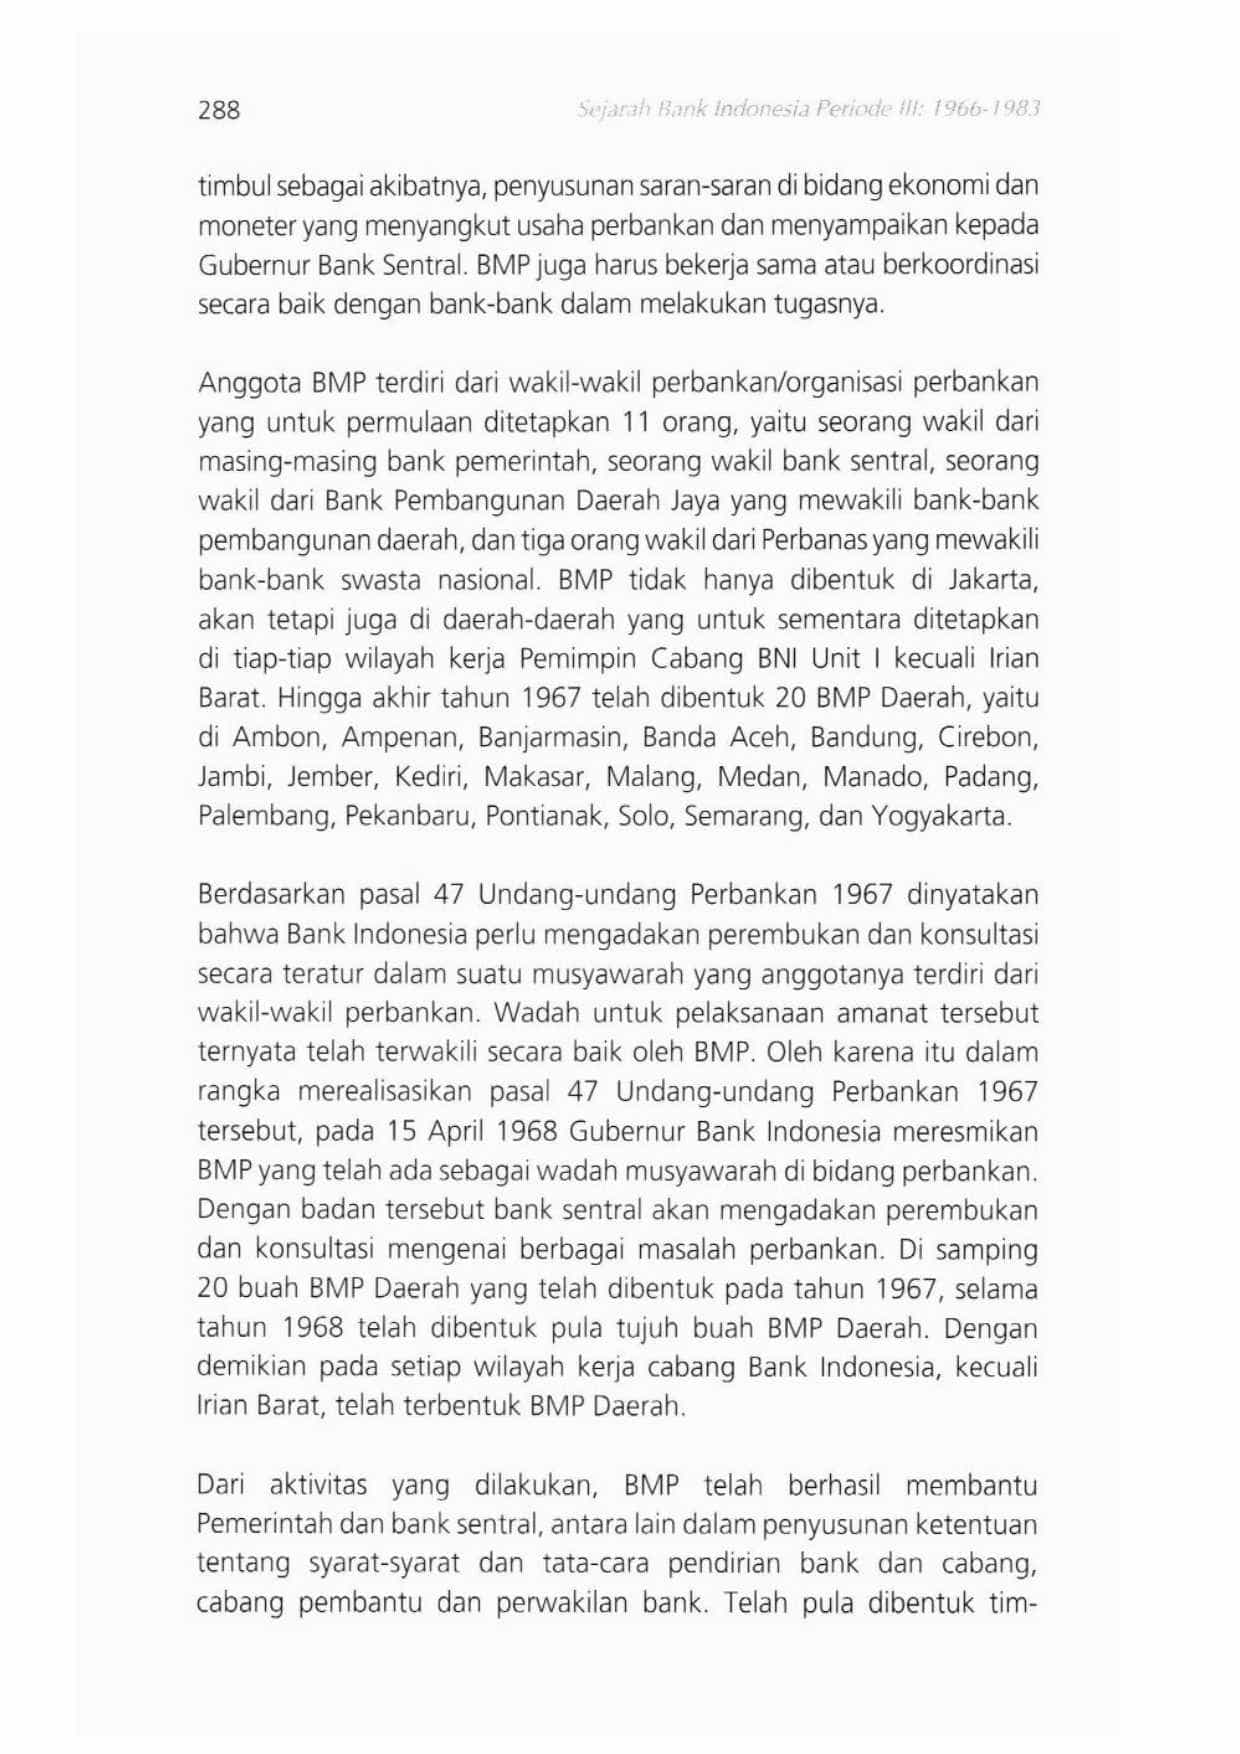 288
Sejarah Bank Indonesia Periode III: 1966-1983
timbul sebagai akibatnya, penyusunan saran-saran di bidang ekonomi dan
moneter yang menyangkut usaha perbankan dan menyampaikan kepada
Gubernur Bank Sentral. BMP juga harus bekerja sama atau berkoordinasi
secara baik dengan bank-bank dalam melakukan tugasnya.
Anggota BMP terdiri dari wakil-wakil perbankan/organisasi perbankan
yang untuk permulaan ditetapkan 11 orang, yaitu seorang wakil dari
masing-masing bank pemerintah, seorang wakil bank sentral, seorang
wakil dari Bank Pembangunan Daerah Jaya yang mewakili bank-bank
pembangunan daerah, dan tiga orang wakil dari Perbanas yang mewakili
bank-bank swasta nasional. BMP tidak hanya dibentuk di Jakarta,
akan tetapi juga di daerah-daerah yang untuk sementara ditetapkan
di tiap-tiap wilayah kerja Pemimpin Cabang BNI Unit I kecuali Irian
Barat. Hingga akhir tahun 1967 telah dibentuk 20 BMP Daerah, yaitu
di Ambon, Ampenan, Banjarmasin, Banda Aceh, Bandung, Cirebon,
Jambi, Jember, Kediri, Makasar, Malang, Medan, Manado, Padang,
Palembang, Pekanbaru, Pontianak, Solo, Semarang, dan Yogyakarta.
Berdasarkan pasal 47 Undang-undang Perbankan 1967 dinyatakan
bahwa Bank Indonesia perlu mengadakan perembukan dan konsultasi
secara teratur dalam suatu musyawarah yang anggotanya terdiri dari
wakil-wakil perbankan. Wadah untuk pelaksanaan amanat tersebut
ternyata telah terwakili secara baik oleh BMP. Oleh karena itu dalam
rangka merealisasikan pasal 47 Undang-undang Perbankan 1967
tersebut, pada 15 April 1968 Gubernur Bank Indonesia meresmikan
BMP yang telah ada sebagai wadah musyawarah di bidang perbankan.
Dengan badan tersebut bank sentral akan mengadakan perembukan
dan konsultasi mengenai berbagai masalah perbankan. Di samping
20 buah BMP Daerah yang telah dibentuk pada tahun 1967, selama
tahun 1968 telah dibentuk pula tujuh buah BMP Daerah. Dengan
demikian pada setiap wilayah kerja cabang Bank Indonesia, kecuali
Irian Barat, telah terbentuk BMP Daerah.
Dari aktivitas yang dilakukan, BMP telah berhasil membantu
Pemerintah dan bank sentral, antara lain dalam penyusunan ketentuan
tentang syarat-syarat dan tata-cara pendirian bank dan cabang,
cabang pembantu dan perwakilan bank. Telah pula dibentuk tim-